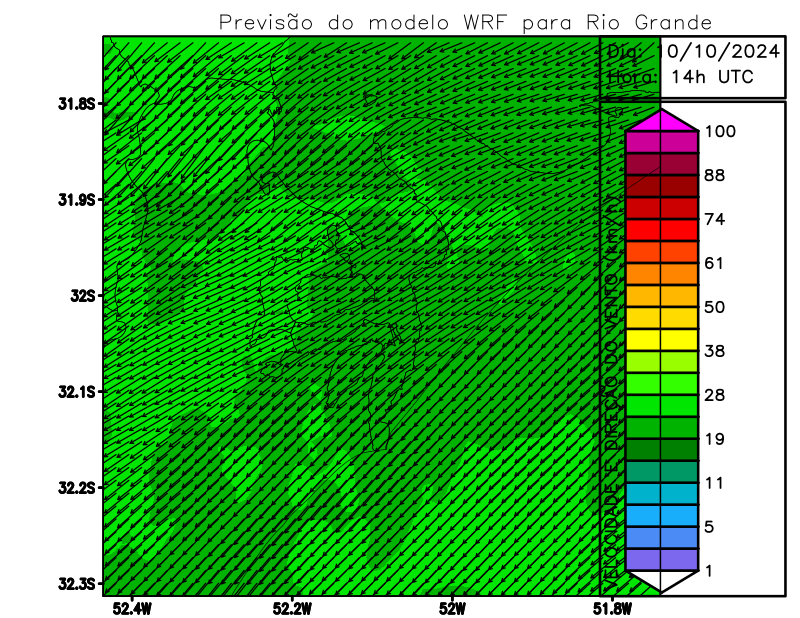 Previsão do modelo WRF para Rio Grande
Dia: 10/10/2024
Hora: 14h UTC
31.8S
31.9S
32S
32.1S
32.2S
32.3S
52.4W
52.2W
52W
51.8W
VELOCIDADE E DIREÇÃO DO VENTO (km/h)
100
88
74
61
50
38
28
19
11
5
1